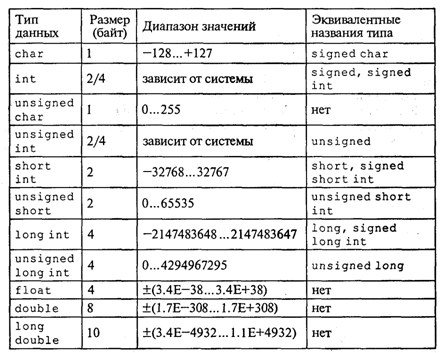 Тип данных | Размер (байт) | Диапазон значений | Эквивалентные названия типа
char | 1 | −128...+127 | signed char
int | 2/4 | зависит от системы | signed, signed int
unsigned char | 1 | 0...255 | нет
unsigned int | 2/4 | зависит от системы | unsigned
short int | 2 | −32768...32767 | short, signed short int
unsigned short | 2 | 0...65535 | unsigned short int
long int | 4 | −2147483648...2147483647 | long, signed long int
unsigned long int | 4 | 0...4294967295 | unsigned long
float | 4 | ±(3.4E−38...3.4E+38) | нет
double | 8 | ±(1.7E−308...1.7E+308) | нет
long double | 10 | ±(3.4E−4932...1.1E+4932) | нет